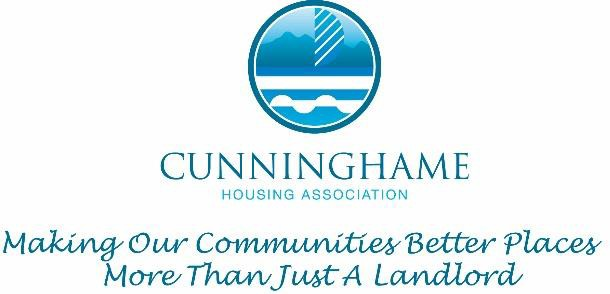 CUNNINGHAME
HOUSING ASSOCIATION
Making Our Communities Better Places
More Than Just A Landlord